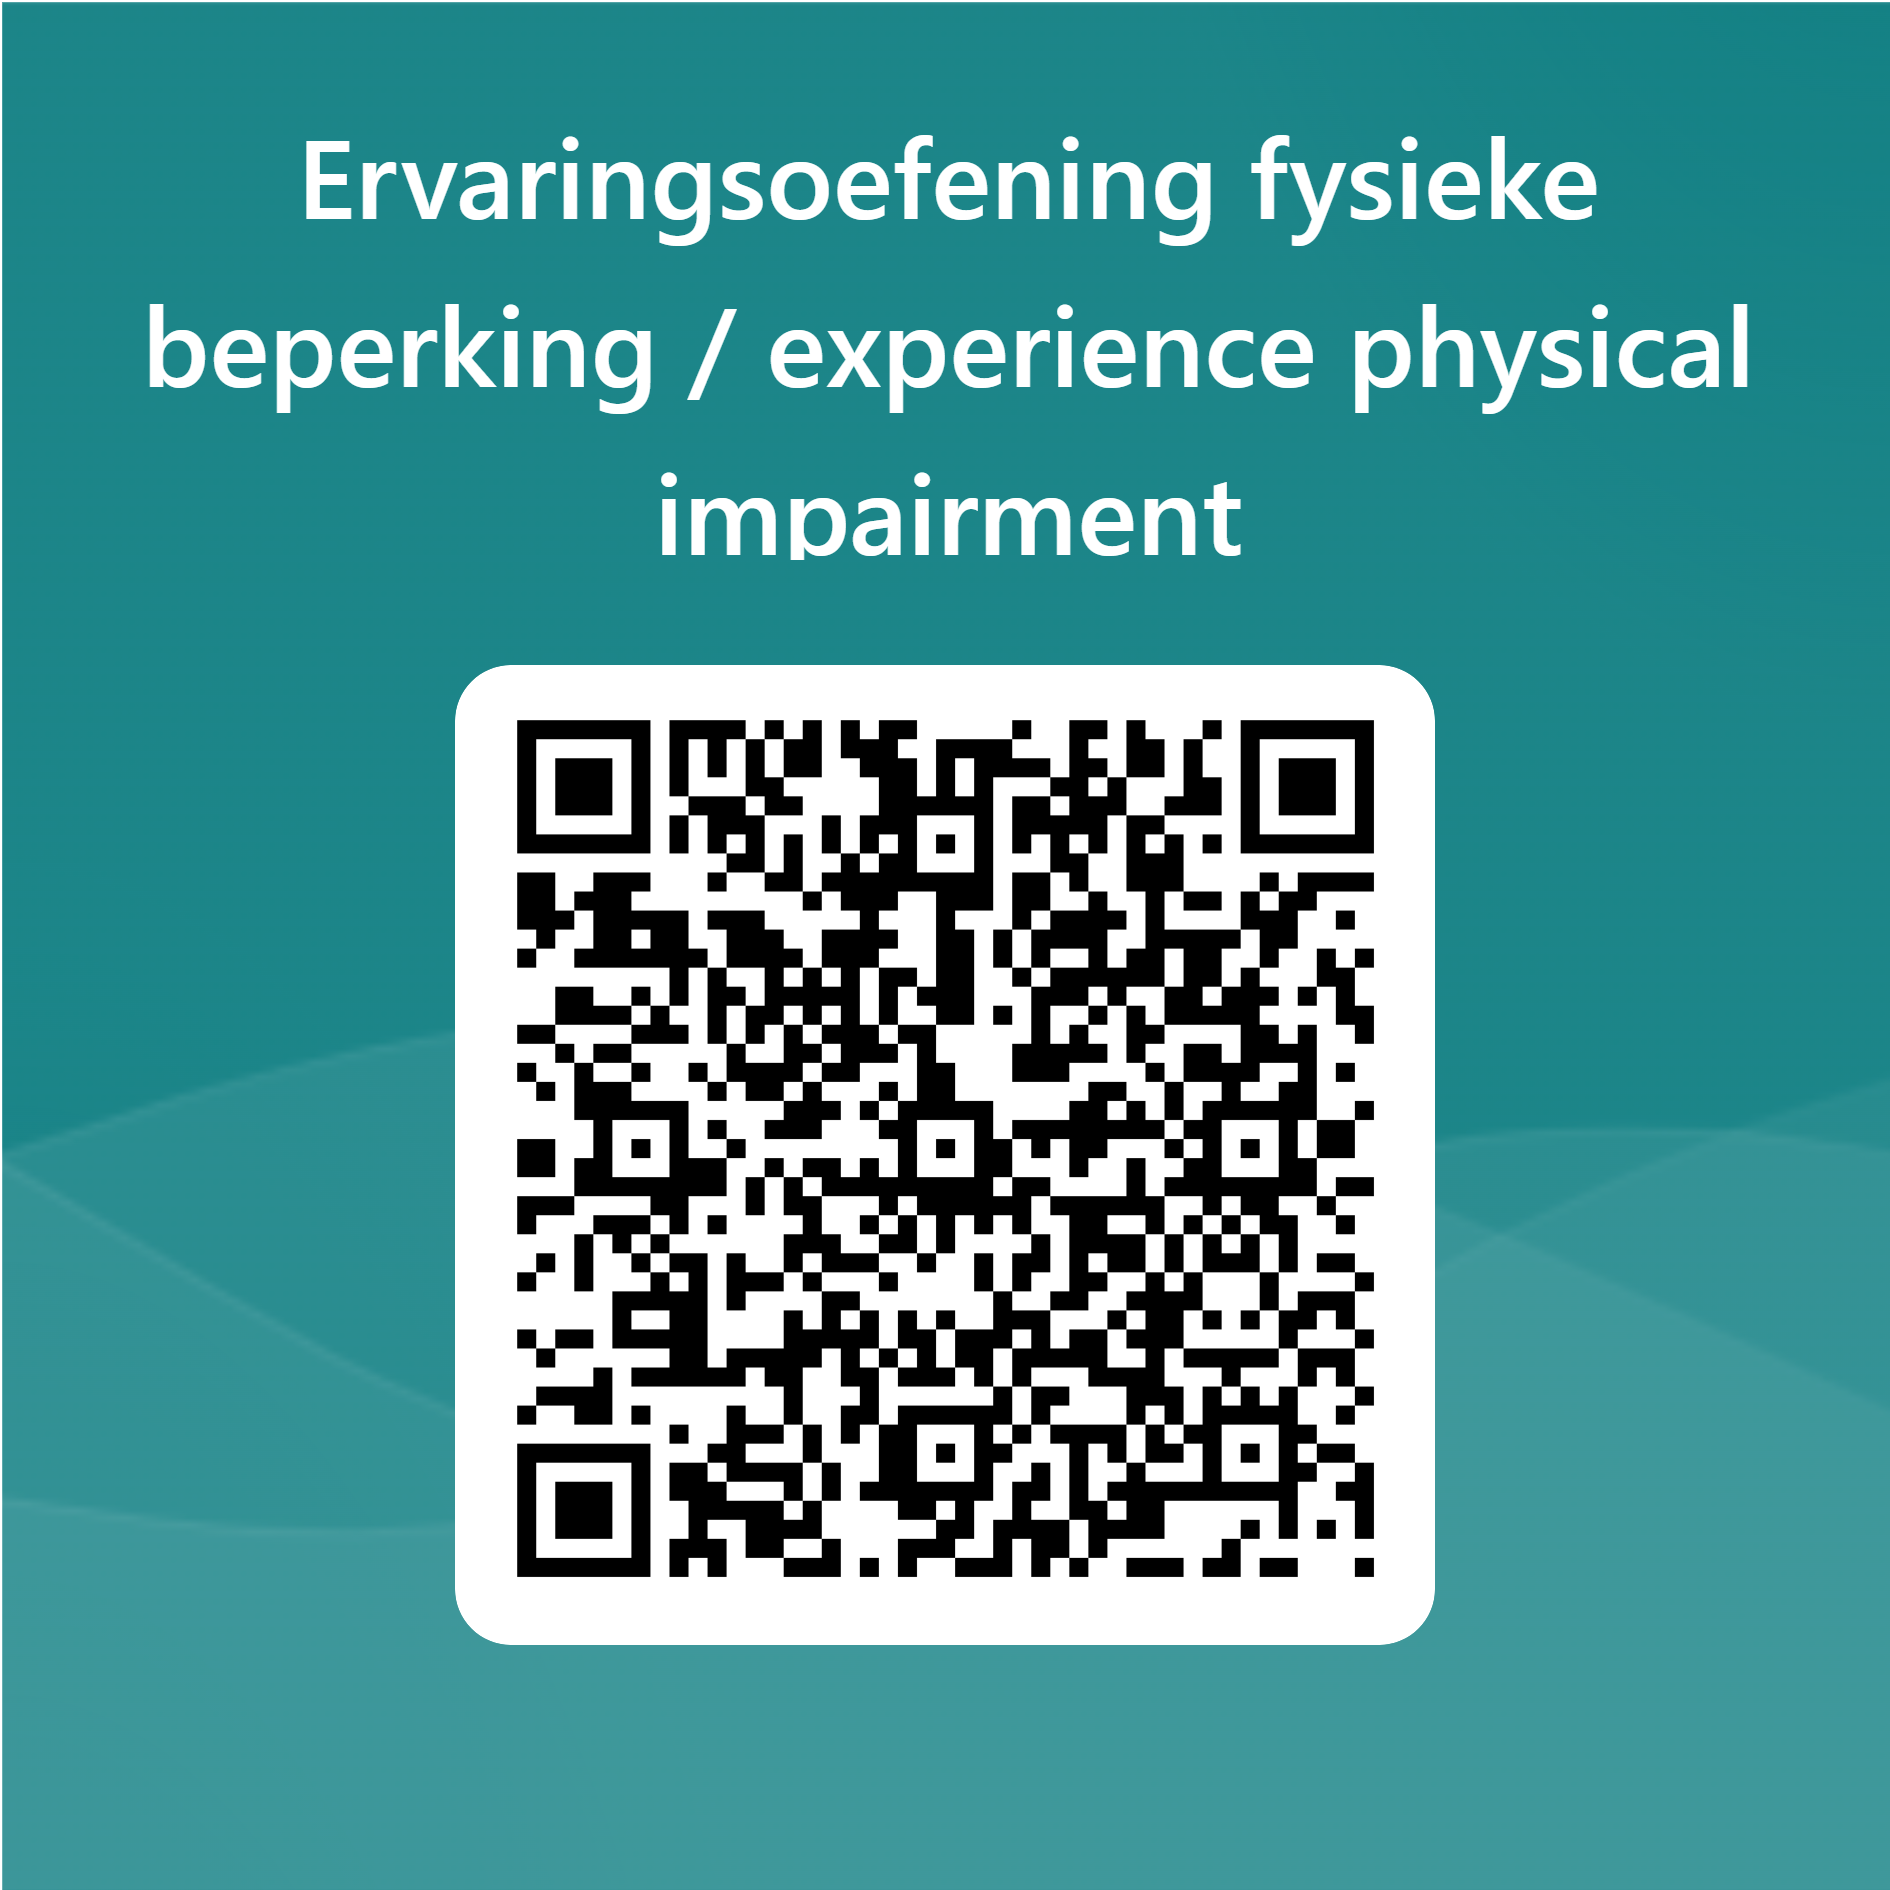 Ervaringsoefening fysieke
beperking / experience physical
impairment